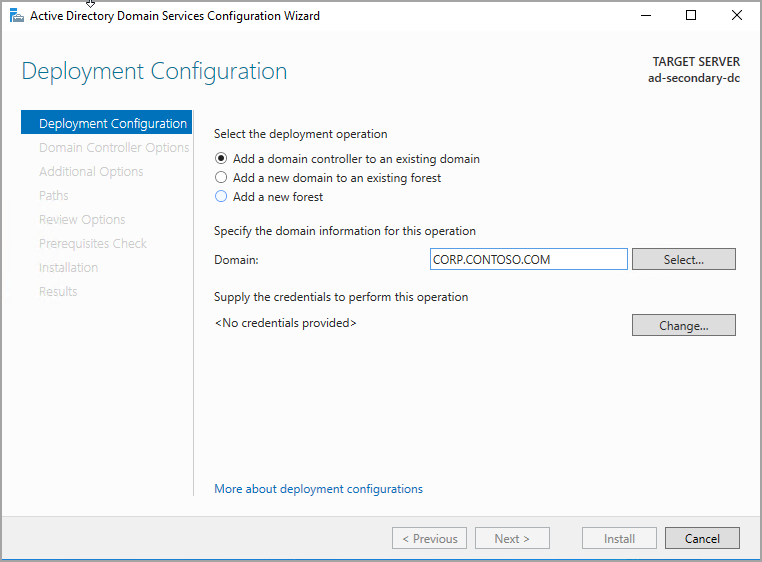 Active Directory Domain Services Configuration Wizard
Deployment Configuration
TARGET SERVER
ad-secondary-dc
Deployment Configuration
Domain Controller Options
Additional Options
Paths
Review Options
Prerequisites Check
Installation
Results
Select the deployment operation
Add a domain controller to an existing domain
Add a new domain to an existing forest
Add a new forest
Specify the domain information for this operation
Domain:
CORP.CONTOSO.COM
Select...
Supply the credentials to perform this operation
<No credentials provided>
Change...
More about deployment configurations
< Previous
Next >
Install
Cancel